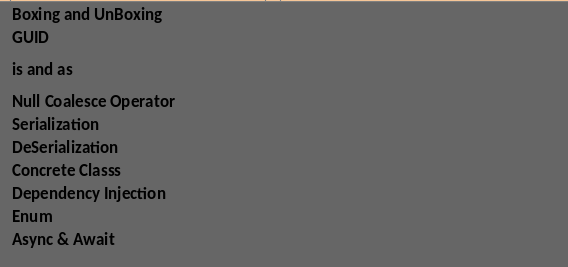 Boxing and UnBoxing
GUID
is and as
Null Coalesce Operator
Serialization
DeSerialization
Concrete Classs
Dependency Injection
Enum
Async & Await